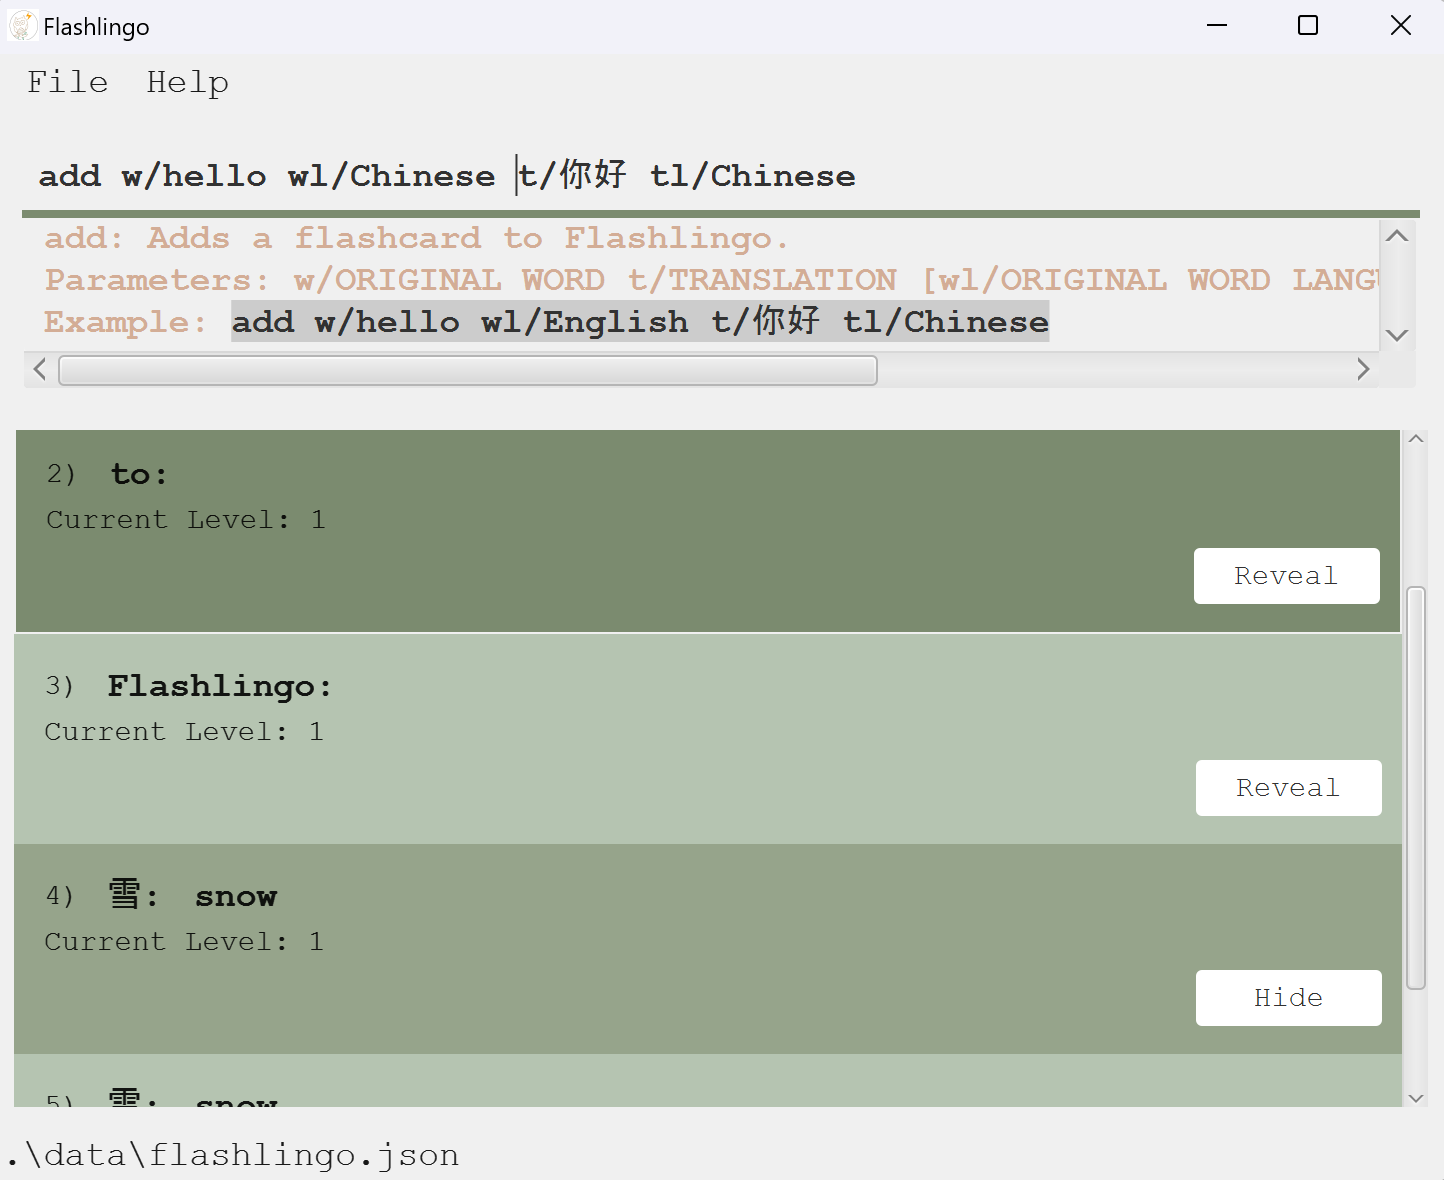 Flashlingo
File Help
add w/hello wl/Chinese t/你好 tl/Chinese
add: Adds a flashcard to Flashlingo.
Parameters: w/ORIGINAL WORD t/TRANSLATION [wl/ORIGINAL WORD LANGU
Example: add w/hello wl/English t/你好 tl/Chinese
2) to:
Current Level: 1
Reveal
3) Flashlingo:
Current Level: 1
Reveal
4) 雪: snow
Current Level: 1
Hide
5) 雪: snow
.\data\flashlingo.json